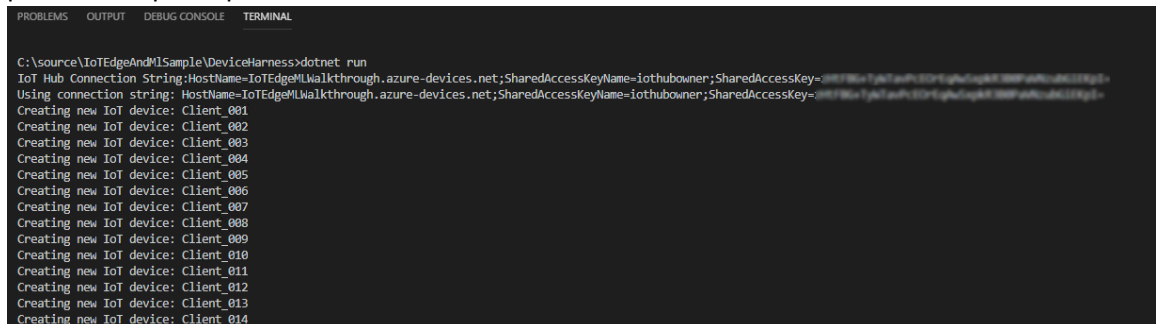 PROBLEMS OUTPUT DEBUG CONSOLE TERMINAL
C:\source\IoTEdgeAndMlSample\DeviceHarness>dotnet run
IoT Hub Connection String:HostName=IoTEdgeMLWalkthrough.azure-devices.net;SharedAccessKeyName=iothubowner;SharedAccessKey=
Using connection string: HostName=IoTEdgeMLWalkthrough.azure-devices.net;SharedAccessKeyName=iothubowner;SharedAccessKey=
Creating new IoT device: Client_001
Creating new IoT device: Client_002
Creating new IoT device: Client_003
Creating new IoT device: Client_004
Creating new IoT device: Client_005
Creating new IoT device: Client_006
Creating new IoT device: Client_007
Creating new IoT device: Client_008
Creating new IoT device: Client_009
Creating new IoT device: Client_010
Creating new IoT device: Client_011
Creating new IoT device: Client_012
Creating new IoT device: Client_013
Creating new IoT device: Client_014